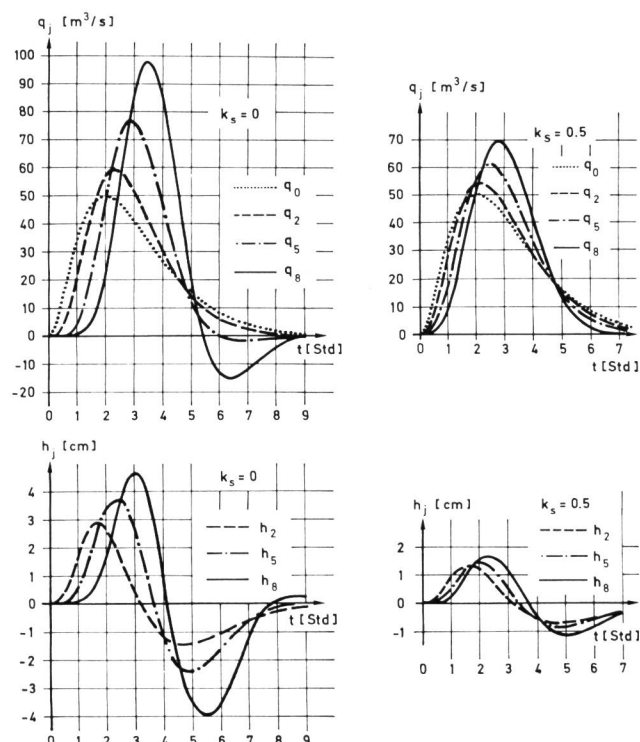 q_j [m³/s]
100
90
80
70
60
50
40
30
20
10
0
-10
-20
k_s = 0
q_0
q_2
q_5
q_8
t [Std]
0 1 2 3 4 5 6 7 8 9
q_j [m³/s]
70
60
50
40
30
20
10
0
k_s = 0.5
q_0
q_2
q_5
q_8
t [Std]
0 1 2 3 4 5 6 7
h_j [cm]
4
3
2
1
0
-1
-2
-3
-4
k_s = 0
h_2
h_5
h_8
t [Std]
0 1 2 3 4 5 6 7 8 9
h_j [cm]
2
1
0
-1
k_s = 0.5
h_2
h_5
h_8
t [Std]
0 1 2 3 4 5 6 7